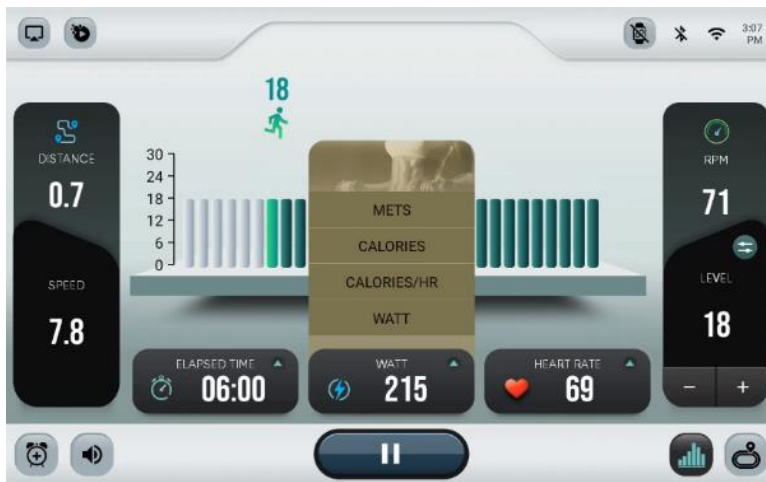 3:07
PM
18
DISTANCE
0.7
SPEED
7.8
30
24
18
12
6
0
METS
CALORIES
CALORIES/HR
WATT
RPM
71
LEVEL
18
- +
ELAPSED TIME
06:00
WATT
215
HEART RATE
69